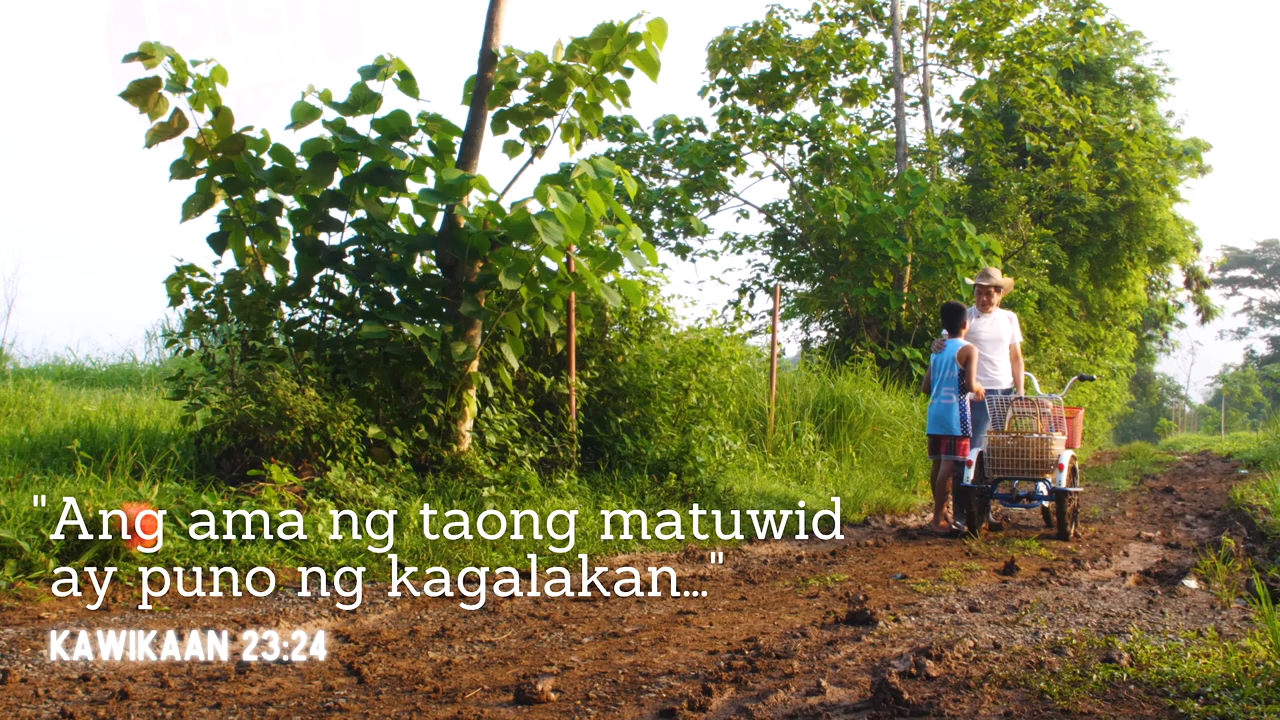 "Ang ama ng taong matuwid
ay puno ng kagalakan..."
KAWIKAAN 23:24